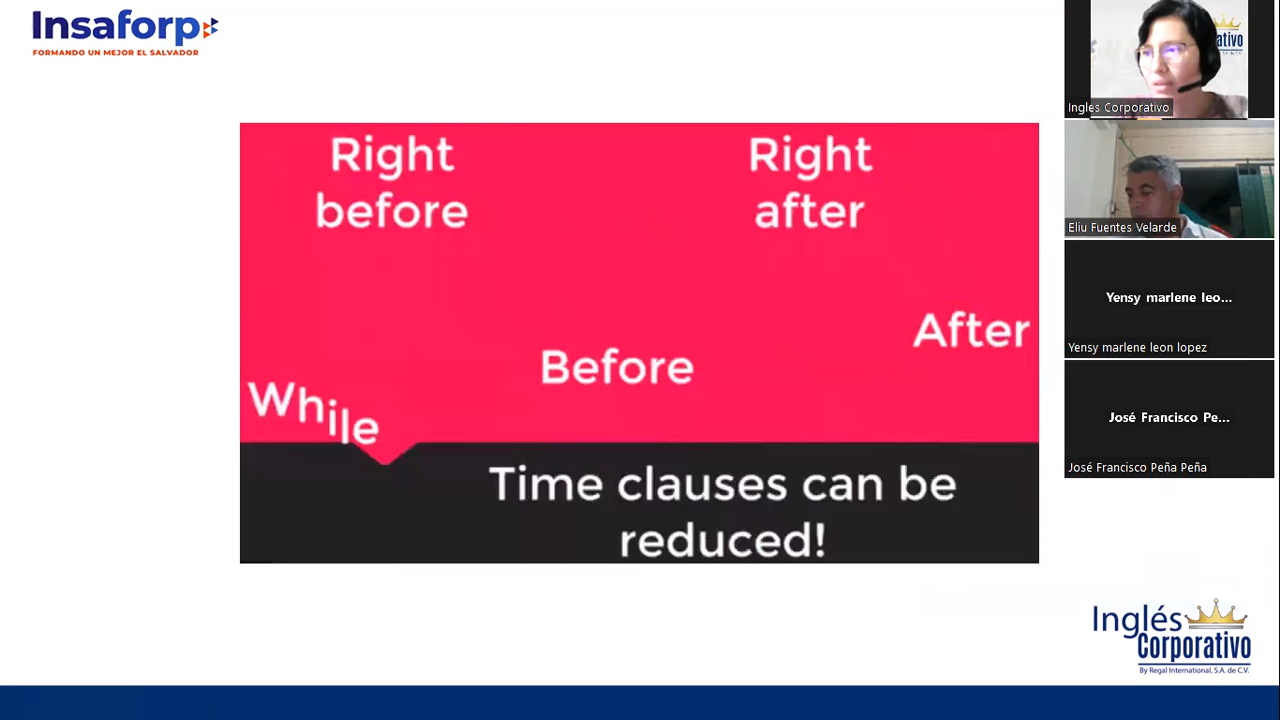 Insaforp
FORMANDO UN MEJOR EL SALVADOR
Right
before
Right
after
After
Before
While
Time clauses can be
reduced!
Inglés
Corporativo
By Regal International, S.A. de C.V.
ativo
Ingles Corporativo
Eliu Fuentes Velarde
Yensy marlene leo...
Yensy marlene leon lopez
José Francisco Pe...
José Francisco Peña Peña